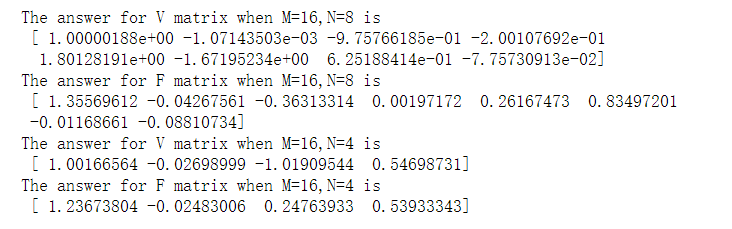 The answer for V matrix when M=16,N=8 is
[ 1.00000188e+00 -1.07143503e-03 -9.75766185e-01 -2.00107692e-01
1.80128191e+00 -1.67195234e+00 6.25188414e-01 -7.75730913e-02]
The answer for F matrix when M=16,N=8 is
[ 1.35569612 -0.04267561 -0.36313314 0.00197172 0.26167473 0.83497201
-0.01168661 -0.08810734]
The answer for V matrix when M=16,N=4 is
[ 1.00166564 -0.02698999 -1.01909544 0.54698731]
The answer for F matrix when M=16,N=4 is
[ 1.23673804 -0.02483006 0.24763933 0.53933343]